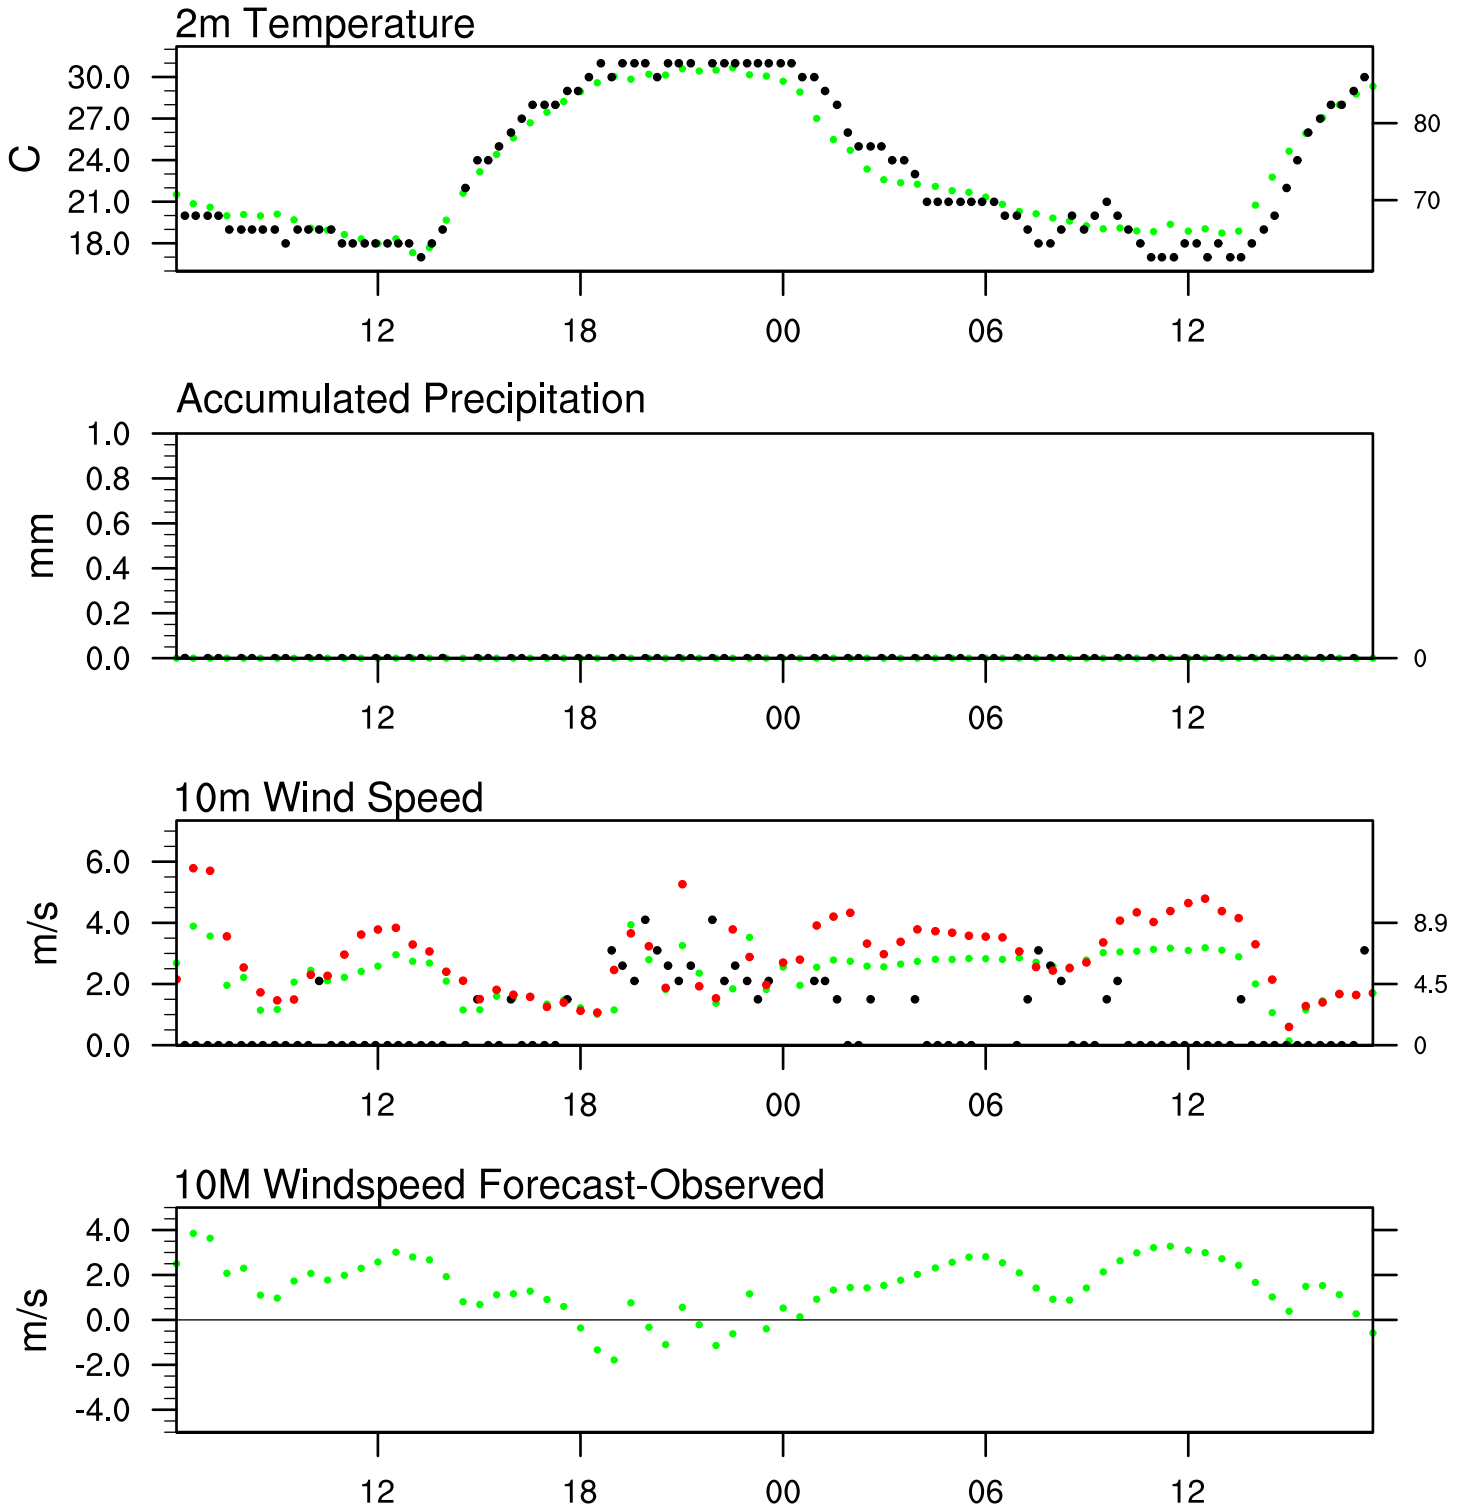 2m Temperature
30.0
27.0
24.0
21.0
18.0
C
80
70
12 18 00 06 12
Accumulated Precipitation
1.0
0.8
0.6
0.4
0.2
0.0
mm
0
12 18 00 06 12
10m Wind Speed
6.0
4.0
2.0
0.0
m/s
8.9
4.5
0
12 18 00 06 12
10M Windspeed Forecast-Observed
4.0
2.0
0.0
-2.0
-4.0
m/s
12 18 00 06 12